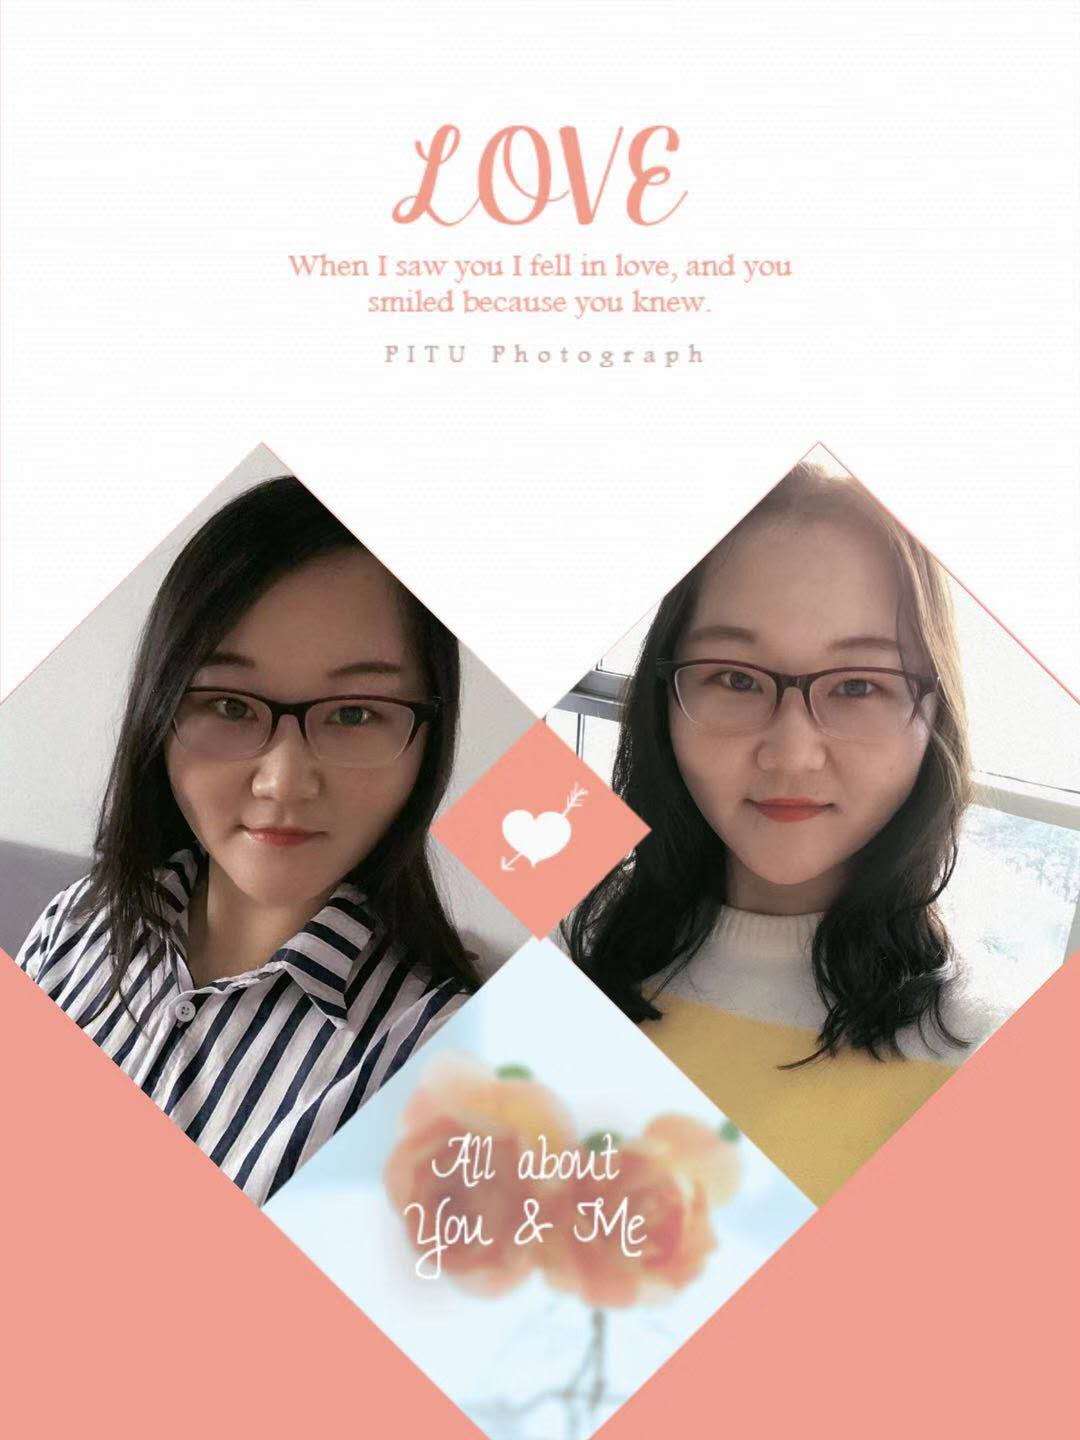 LOVE
When I saw you I fell in love, and you
smiled because you knew.
PITU Photograph
All about
You & Me